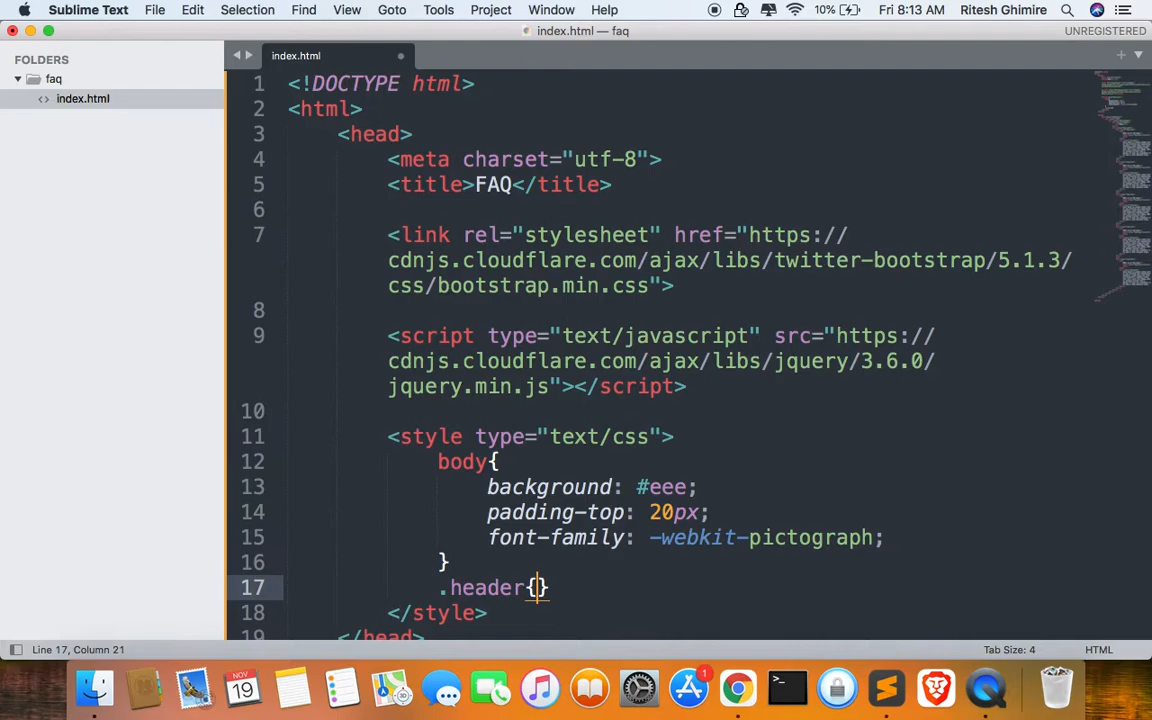 Sublime Text File Edit Selection Find View Goto Tools Project Window Help 10% Fri 8:13 AM Ritesh Ghimire
index.html — faq UNREGISTERED
FOLDERS
faq
index.html
index.html
1 <!DOCTYPE html>
2 <html>
3 <head>
4 <meta charset="utf-8">
5 <title>FAQ</title>
6
7 <link rel="stylesheet" href="https://
cdnjs.cloudflare.com/ajax/libs/twitter-bootstrap/5.1.3/
css/bootstrap.min.css">
8
9 <script type="text/javascript" src="https://
cdnjs.cloudflare.com/ajax/libs/jquery/3.6.0/
jquery.min.js"></script>
10
11 <style type="text/css">
12 body{
13 background: #eee;
14 padding-top: 20px;
15 font-family: -webkit-pictograph;
16 }
17 .header{}
18 </style>
19 </head>
Line 17, Column 21 Tab Size: 4 HTML
NOV
19
1